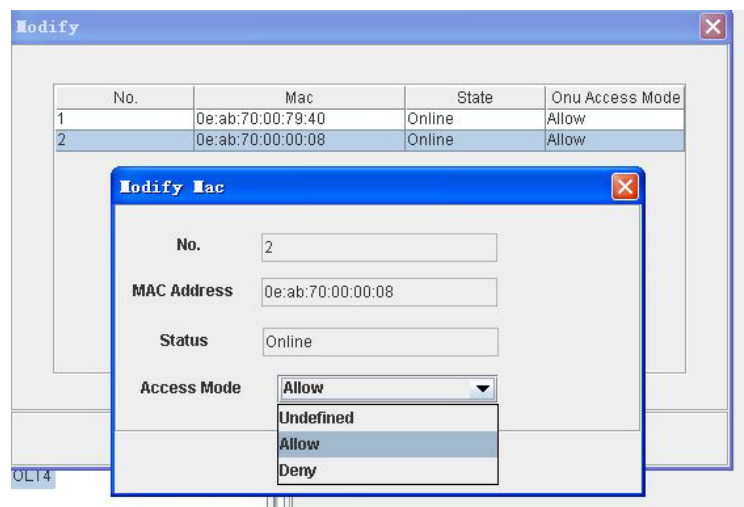 Modify
No. Mac State Onu Access Mode
1 0e:ab:70:00:79:40 Online Allow
2 0e:ab:70:00:00:08 Online Allow
Modify Mac
No. 2
MAC Address 0e:ab:70:00:00:08
Status Online
Access Mode Allow
Undefined
Allow
Deny
OLT4